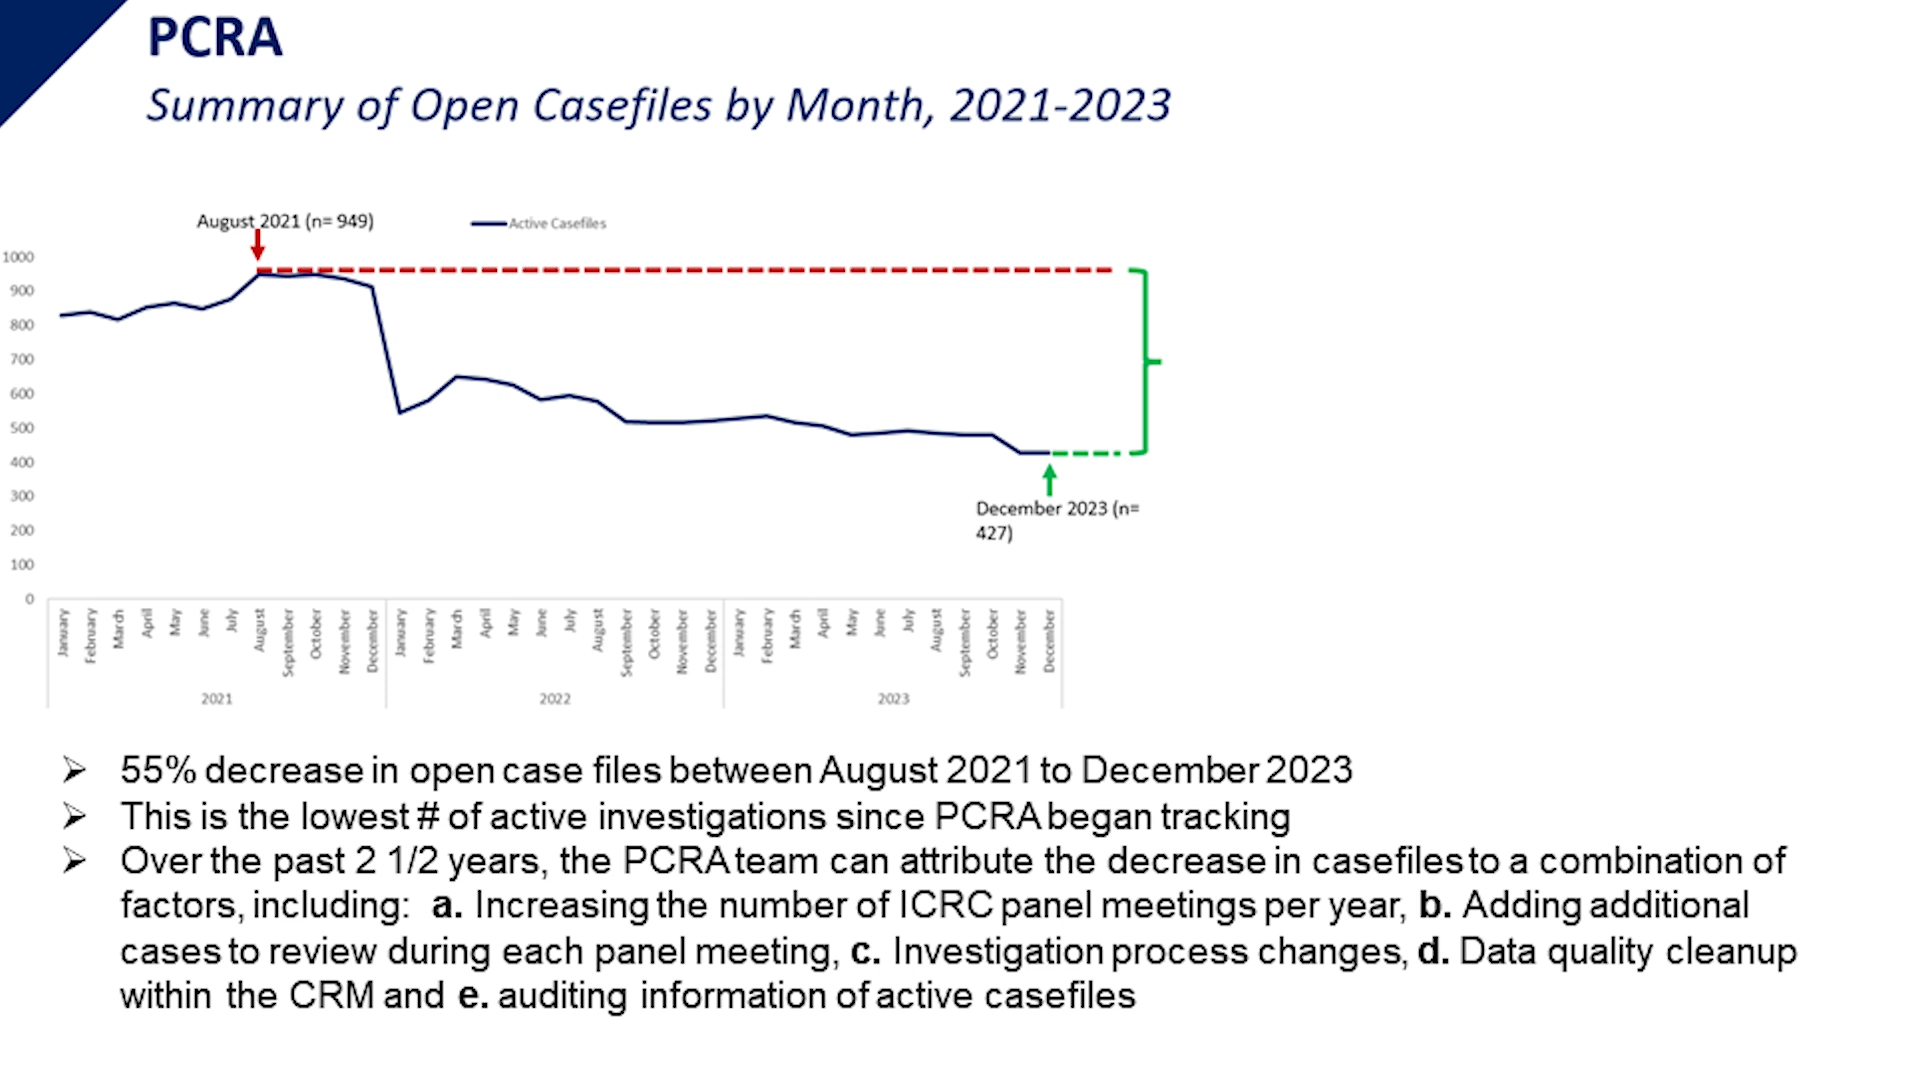 PCRA
Summary of Open Casefiles by Month, 2021-2023
August 2021 (n= 949)
Active Casefiles
1000
900
800
700
600
500
400
300
200
100
0
December 2023 (n=
427)
January February March April May June July August September October November December January February March April May June July August September October November December January February March April May June July August September October November December
2021 2022 2023
➢ 55% decrease in open case files between August 2021 to December 2023
➢ This is the lowest # of active investigations since PCRA began tracking
➢ Over the past 2 1/2 years, the PCRA team can attribute the decrease in casefiles to a combination of
factors, including: a. Increasing the number of ICRC panel meetings per year, b. Adding additional
cases to review during each panel meeting, c. Investigation process changes, d. Data quality cleanup
within the CRM and e. auditing information of active casefiles